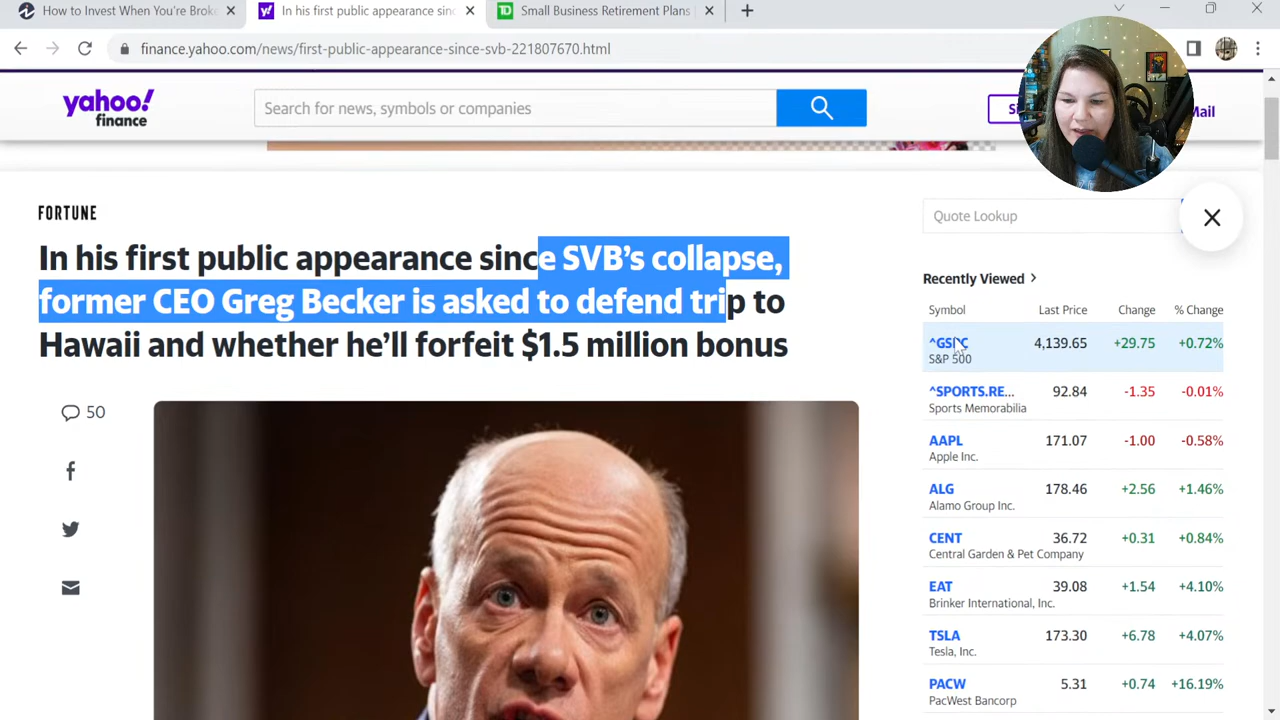 How to Invest When You're Broke
In his first public appearance sinc
Small Business Retirement Plans
finance.yahoo.com/news/first-public-appearance-since-svb-221807670.html
yahoo!
finance
Search for news, symbols or companies
Mail
FORTUNE
In his first public appearance since SVB's collapse,
former CEO Greg Becker is asked to defend trip to
Hawaii and whether he'll forfeit $1.5 million bonus
50
Quote Lookup
Recently Viewed
Symbol Last Price Change % Change
^GSPC 4,139.65 +29.75 +0.72%
S&P 500
^SPORTS.RE... 92.84 -1.35 -0.01%
Sports Memorabilia
AAPL 171.07 -1.00 -0.58%
Apple Inc.
ALG 178.46 +2.56 +1.46%
Alamo Group Inc.
CENT 36.72 +0.31 +0.84%
Central Garden & Pet Company
EAT 39.08 +1.54 +4.10%
Brinker International, Inc.
TSLA 173.30 +6.78 +4.07%
Tesla, Inc.
PACW 5.31 +0.74 +16.19%
PacWest Bancorp